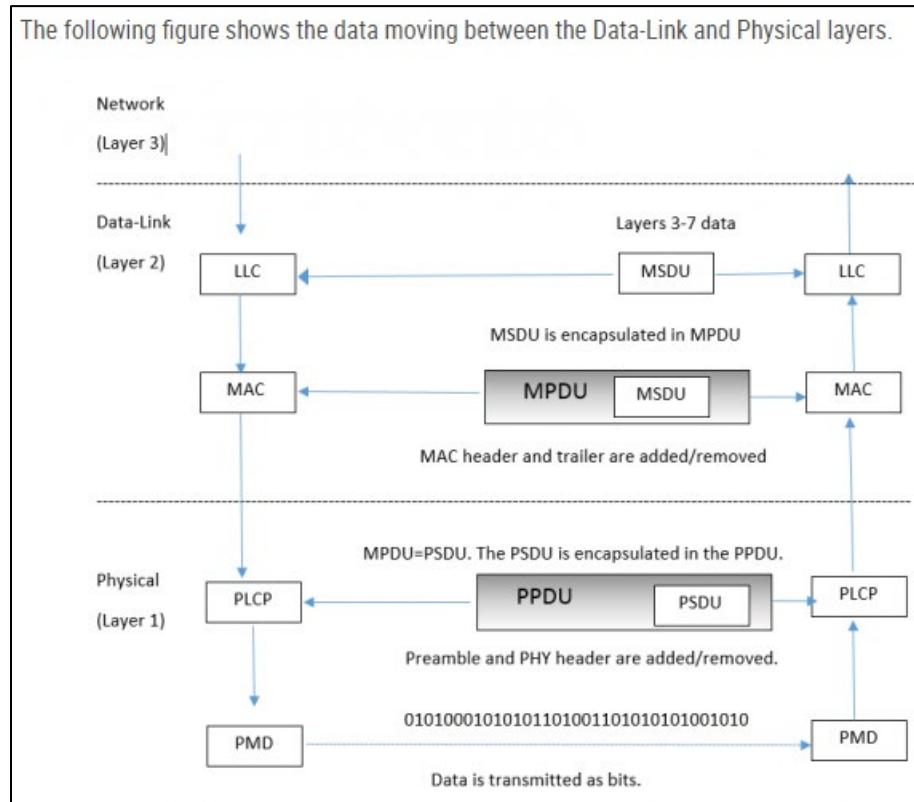 The following figure shows the data moving between the Data-Link and Physical layers.
Network
(Layer 3)
Data-Link
(Layer 2)
Layers 3-7 data
LLC
MSDU
LLC
MSDU is encapsulated in MPDU
MAC
MPDU
MSDU
MAC
MAC header and trailer are added/removed
MPDU=PSDU. The PSDU is encapsulated in the PPDU.
Physical
(Layer 1)
PLCP
PPDU
PSDU
PLCP
Preamble and PHY header are added/removed.
01010001010101101001101010101001010
PMD
PMD
Data is transmitted as bits.